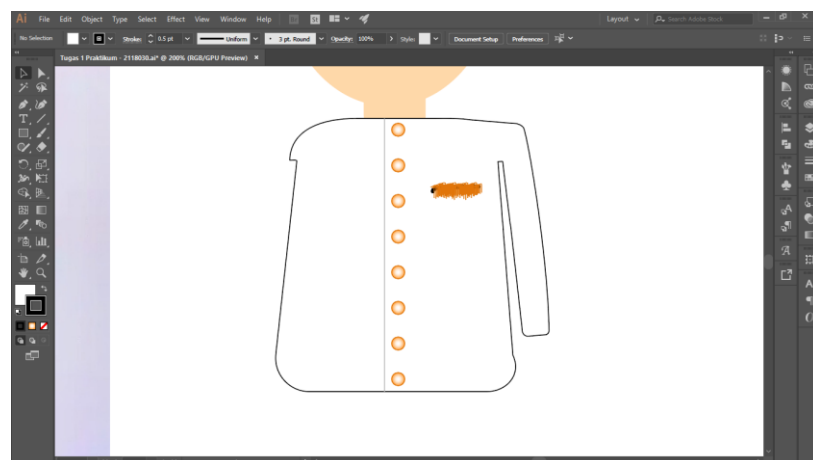 Ai File Edit Object Type Select Effect View Window Help St Layout Search Adobe Stock
No Selection Stroke: 0.5 pt Uniform 3 pt. Round Opacity: 100% Style: Document Setup Preferences
Tugas 1 Praktikum - 2118038.ai* @ 200% (RGB/GPU Preview) ×